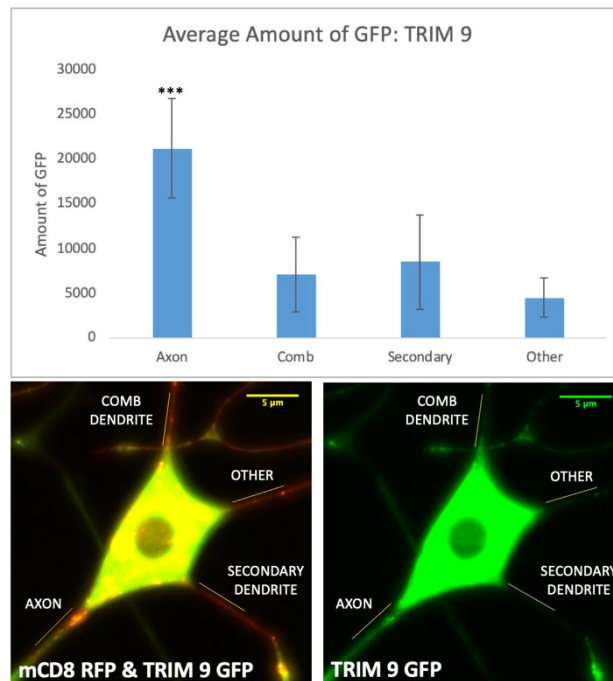 Average Amount of GFP: TRIM 9
30000
25000
20000
15000
10000
5000
0
Amount of GFP
***
Axon
Comb
Secondary
Other
COMB
DENDRITE
5 μm
OTHER
SECONDARY
DENDRITE
AXON
mCD8 RFP & TRIM 9 GFP
COMB
DENDRITE
5 μm
OTHER
SECONDARY
DENDRITE
AXON
TRIM 9 GFP